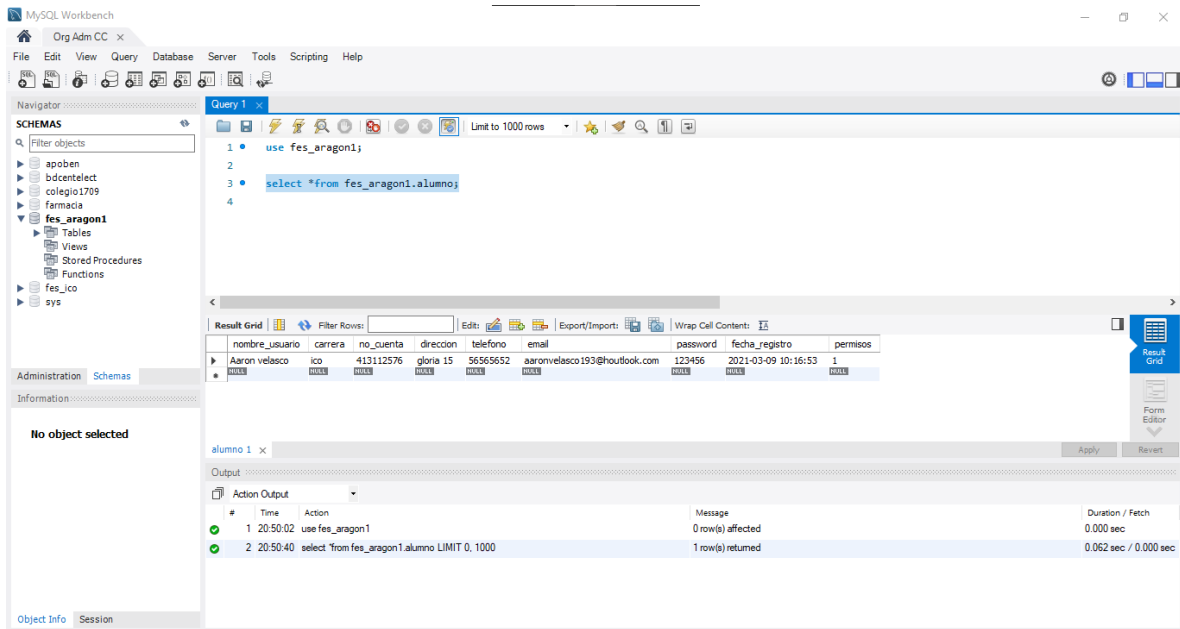 MySQL Workbench
Org Adm CC
File Edit View Query Database Server Tools Scripting Help
Navigator
Query 1
SCHEMAS
Limit to 1000 rows
Filter objects
1 use fes_aragon1;
apoben
2
bdcentelect
3 select *from fes_aragon1.alumno;
colegio1709
4
farmacia
fes_aragon1
Tables
Views
Stored Procedures
Functions
fes_ico
sys
Result Grid Filter Rows: Edit: Export/Import: Wrap Cell Content:
nombre_usuario carrera no_cuenta direccion telefono email password fecha_registro permisos
Aaron velasco ico 413112576 gloria 15 56565652 aaronvelasco193@houtlook.com 123456 2021-03-09 10:16:53 1
NULL NULL NULL NULL NULL NULL NULL NULL NULL
Result
Grid
Form
Editor
Administration Schemas
Information
No object selected
alumno 1 Apply Revert
Output
Action Output
# Time Action Message Duration / Fetch
1 20:50:02 use fes_aragon1 0 row(s) affected 0.000 sec
2 20:50:40 select *from fes_aragon1.alumno LIMIT 0, 1000 1 row(s) returned 0.062 sec / 0.000 sec
Object Info Session